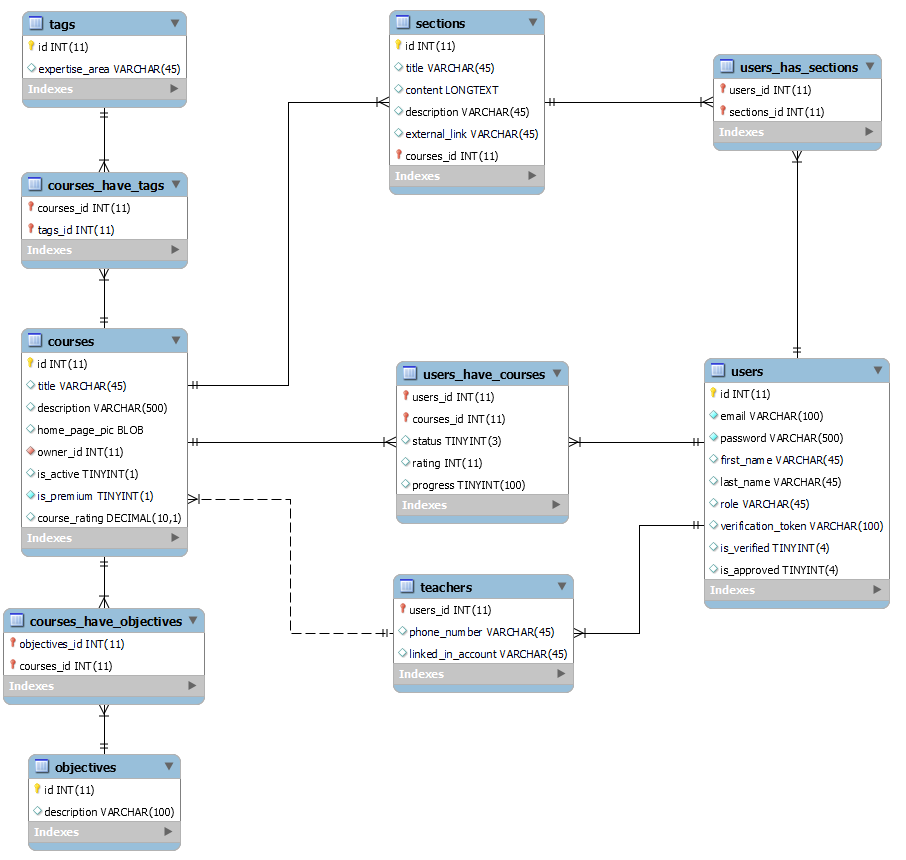 tags
id INT(11)
expertise_area VARCHAR(45)
Indexes
sections
id INT(11)
title VARCHAR(45)
content LONGTEXT
description VARCHAR(45)
external_link VARCHAR(45)
courses_id INT(11)
Indexes
users_has_sections
users_id INT(11)
sections_id INT(11)
Indexes
courses_have_tags
courses_id INT(11)
tags_id INT(11)
Indexes
courses
id INT(11)
title VARCHAR(45)
description VARCHAR(500)
home_page_pic BLOB
owner_id INT(11)
is_active TINYINT(1)
is_premium TINYINT(1)
course_rating DECIMAL(10,1)
Indexes
users_have_courses
users_id INT(11)
courses_id INT(11)
status TINYINT(3)
rating INT(11)
progress TINYINT(100)
Indexes
users
id INT(11)
email VARCHAR(100)
password VARCHAR(500)
first_name VARCHAR(45)
last_name VARCHAR(45)
role VARCHAR(45)
verification_token VARCHAR(100)
is_verified TINYINT(4)
is_approved TINYINT(4)
Indexes
teachers
users_id INT(11)
phone_number VARCHAR(45)
linked_in_account VARCHAR(45)
Indexes
courses_have_objectives
objectives_id INT(11)
courses_id INT(11)
Indexes
objectives
id INT(11)
description VARCHAR(100)
Indexes